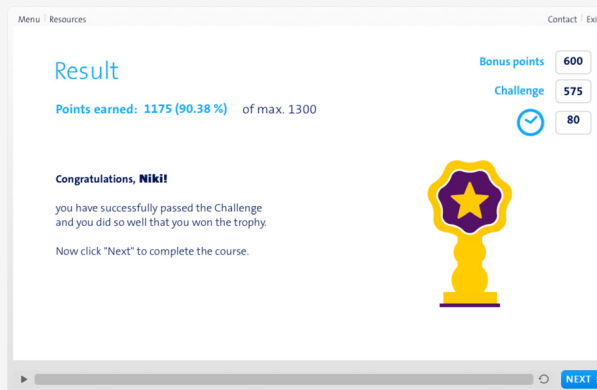 Menu Resources Contact Exi
Result
Bonus points 600
Challenge 575
80
Points earned: 1175 (90.38 %) of max. 1300
Congratulations, Niki!
you have successfully passed the Challenge
and you did so well that you won the trophy.
Now click "Next" to complete the course.
NEXT